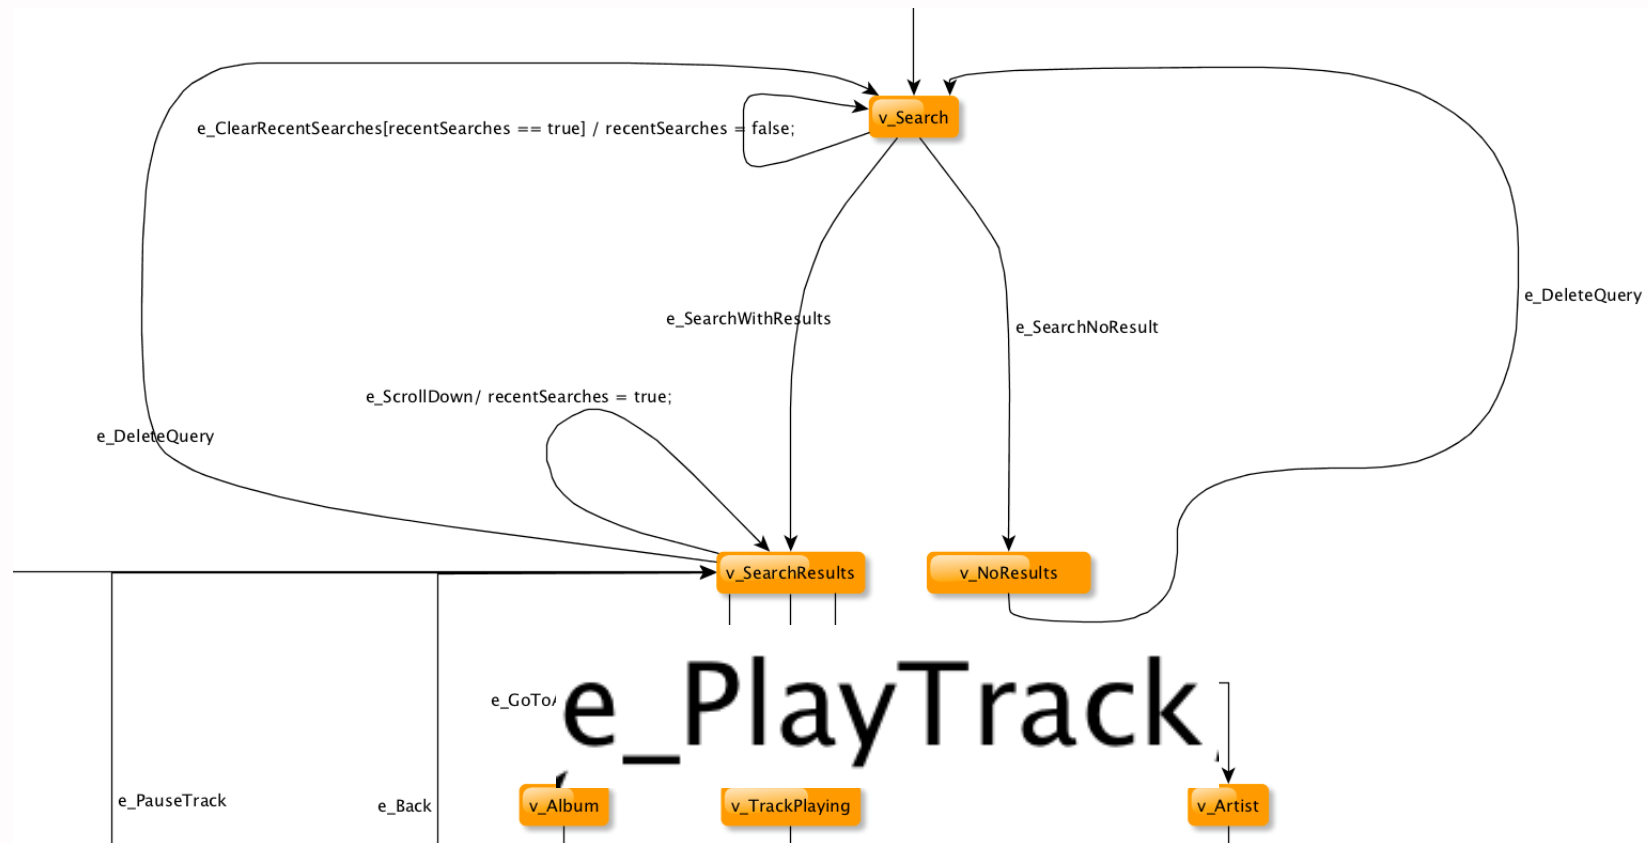 v_Search
e_ClearRecentSearches[recentSearches == true] / recentSearches = false;
e_DeleteQuery
e_SearchWithResults
e_SearchNoResult
e_ScrollDown/ recentSearches = true;
e_DeleteQuery
v_SearchResults
v_NoResults
e_GoTo
e_PlayTrack
e_PauseTrack
e_Back
v_Album
v_TrackPlaying
v_Artist